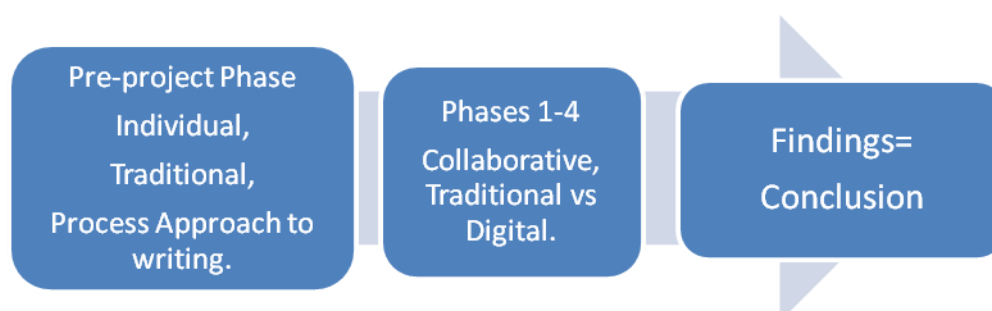 Pre-project Phase
Individual,
Traditional,
Process Approach to
writing.
Phases 1-4
Collaborative,
Traditional vs
Digital.
Findings=
Conclusion